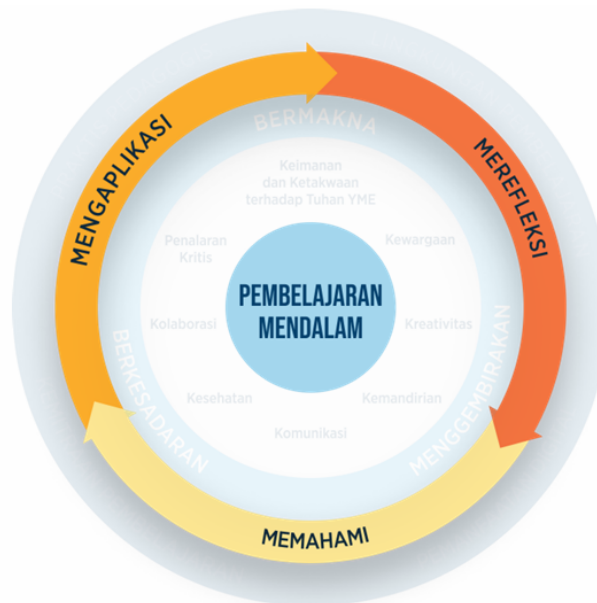 MENGAPLIKASI
MEREFLEKSI
MEMAHAMI
BERMAKNA
MENGGEMBIRAKAN
BERKESADARAN
Keimanan
dan Ketakwaan
terhadap Tuhan YME
Kewargaan
Kreativitas
Kemandirian
Komunikasi
Kesehatan
Kolaborasi
Penalaran
Kritis
PEMBELAJARAN
MENDALAM